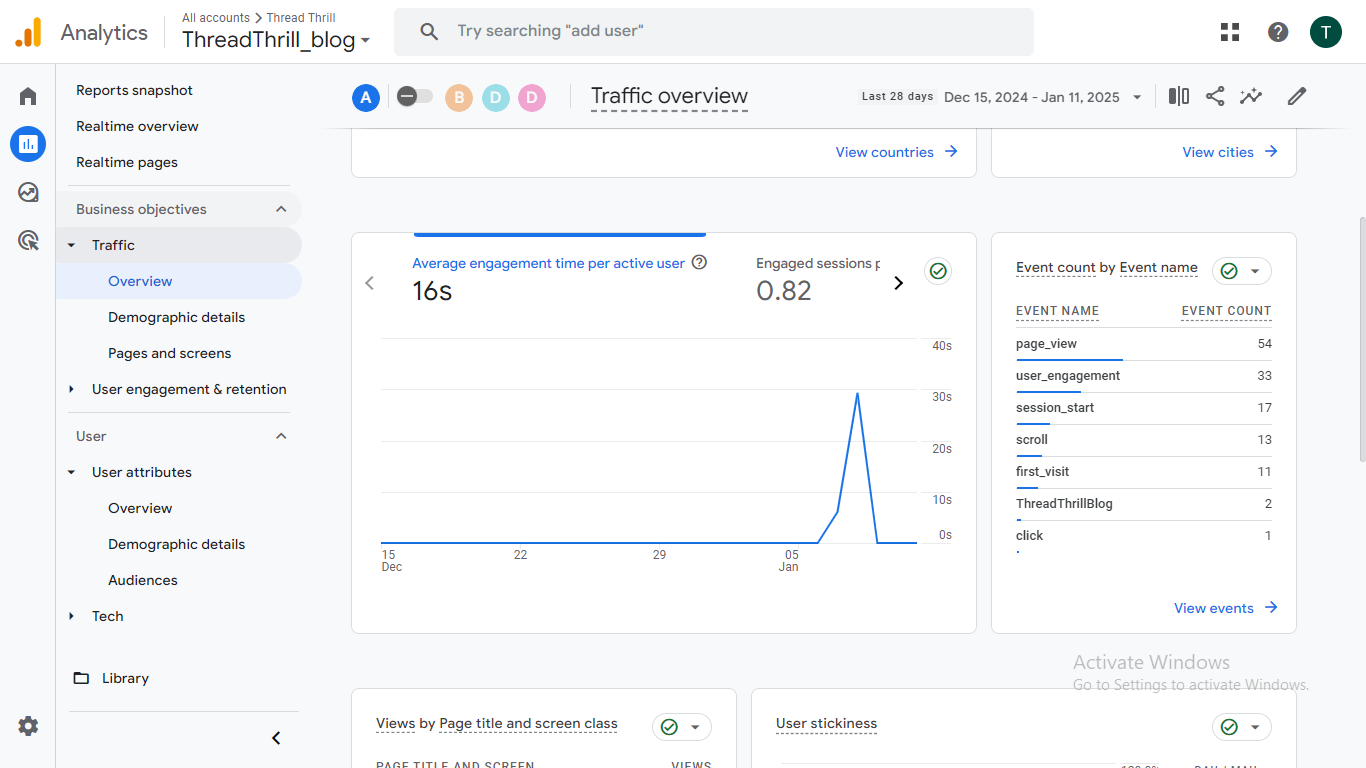 Analytics
All accounts > Thread Thrill
ThreadThrill_blog
Try searching "add user"
T
Reports snapshot
Realtime overview
Realtime pages
Business objectives
Traffic
Overview
Demographic details
Pages and screens
User engagement & retention
User
User attributes
Overview
Demographic details
Audiences
Tech
Library
A
B
D
D
Traffic overview
Last 28 days Dec 15, 2024 - Jan 11, 2025
View countries
View cities
Average engagement time per active user
16s
Engaged sessions p
0.82
40s
30s
20s
10s
0s
15 22 29 05
Dec Jan
Event count by Event name
EVENT NAME EVENT COUNT
page_view 54
user_engagement 33
session_start 17
scroll 13
first_visit 11
ThreadThrillBlog 2
click 1
View events
Activate Windows
Go to Settings to activate Windows.
Views by Page title and screen class
PAGE TITLE AND SCREEN VIEWS
User stickiness